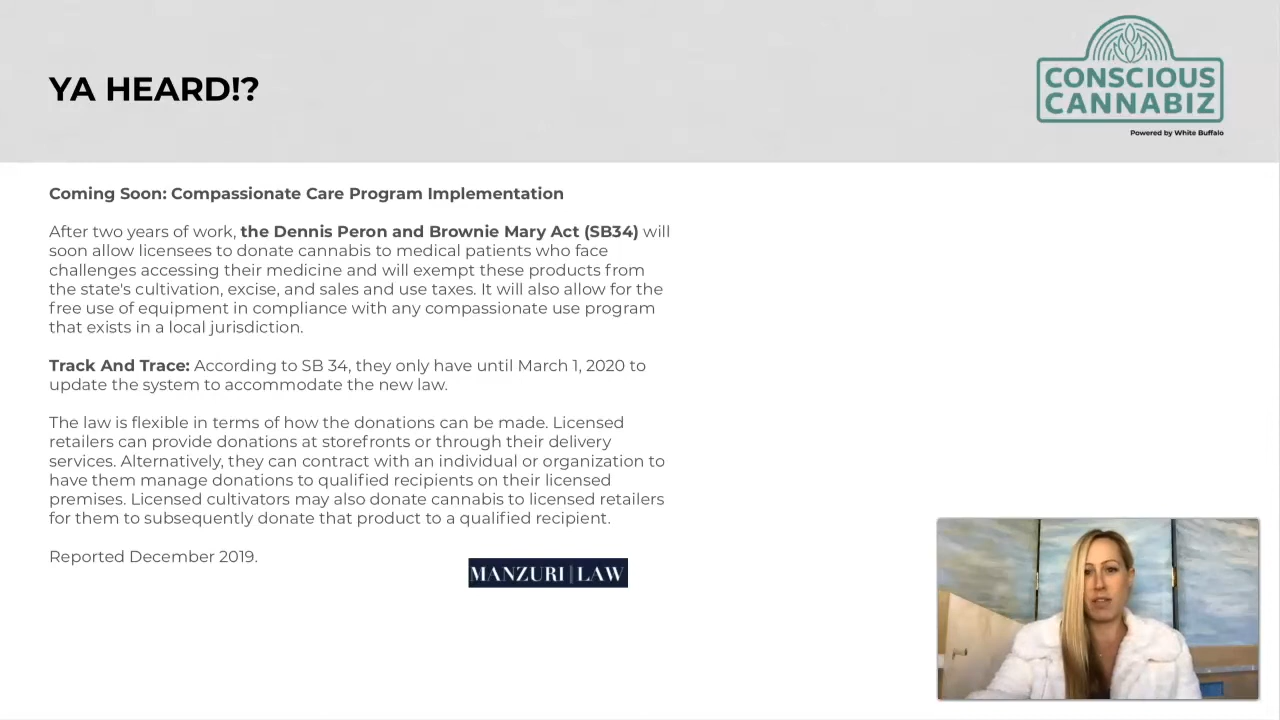 YA HEARD!?
CONSCIOUS
CANNABIZ
Powered by White Buffalo
Coming Soon: Compassionate Care Program Implementation
After two years of work, the Dennis Peron and Brownie Mary Act (SB34) will
soon allow licensees to donate cannabis to medical patients who face
challenges accessing their medicine and will exempt these products from
the state's cultivation, excise, and sales and use taxes. It will also allow for the
free use of equipment in compliance with any compassionate use program
that exists in a local jurisdiction.
Track And Trace: According to SB 34, they only have until March 1, 2020 to
update the system to accommodate the new law.
The law is flexible in terms of how the donations can be made. Licensed
retailers can provide donations at storefronts or through their delivery
services. Alternatively, they can contract with an individual or organization to
have them manage donations to qualified recipients on their licensed
premises. Licensed cultivators may also donate cannabis to licensed retailers
for them to subsequently donate that product to a qualified recipient.
Reported December 2019.
MANZURI|LAW